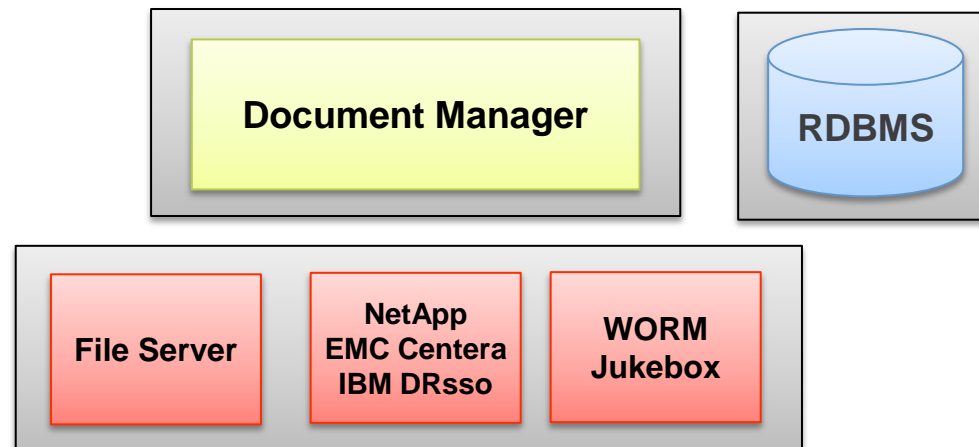 Document Manager
RDBMS
File Server
NetApp
EMC Centera
IBM DRsso
WORM
Jukebox